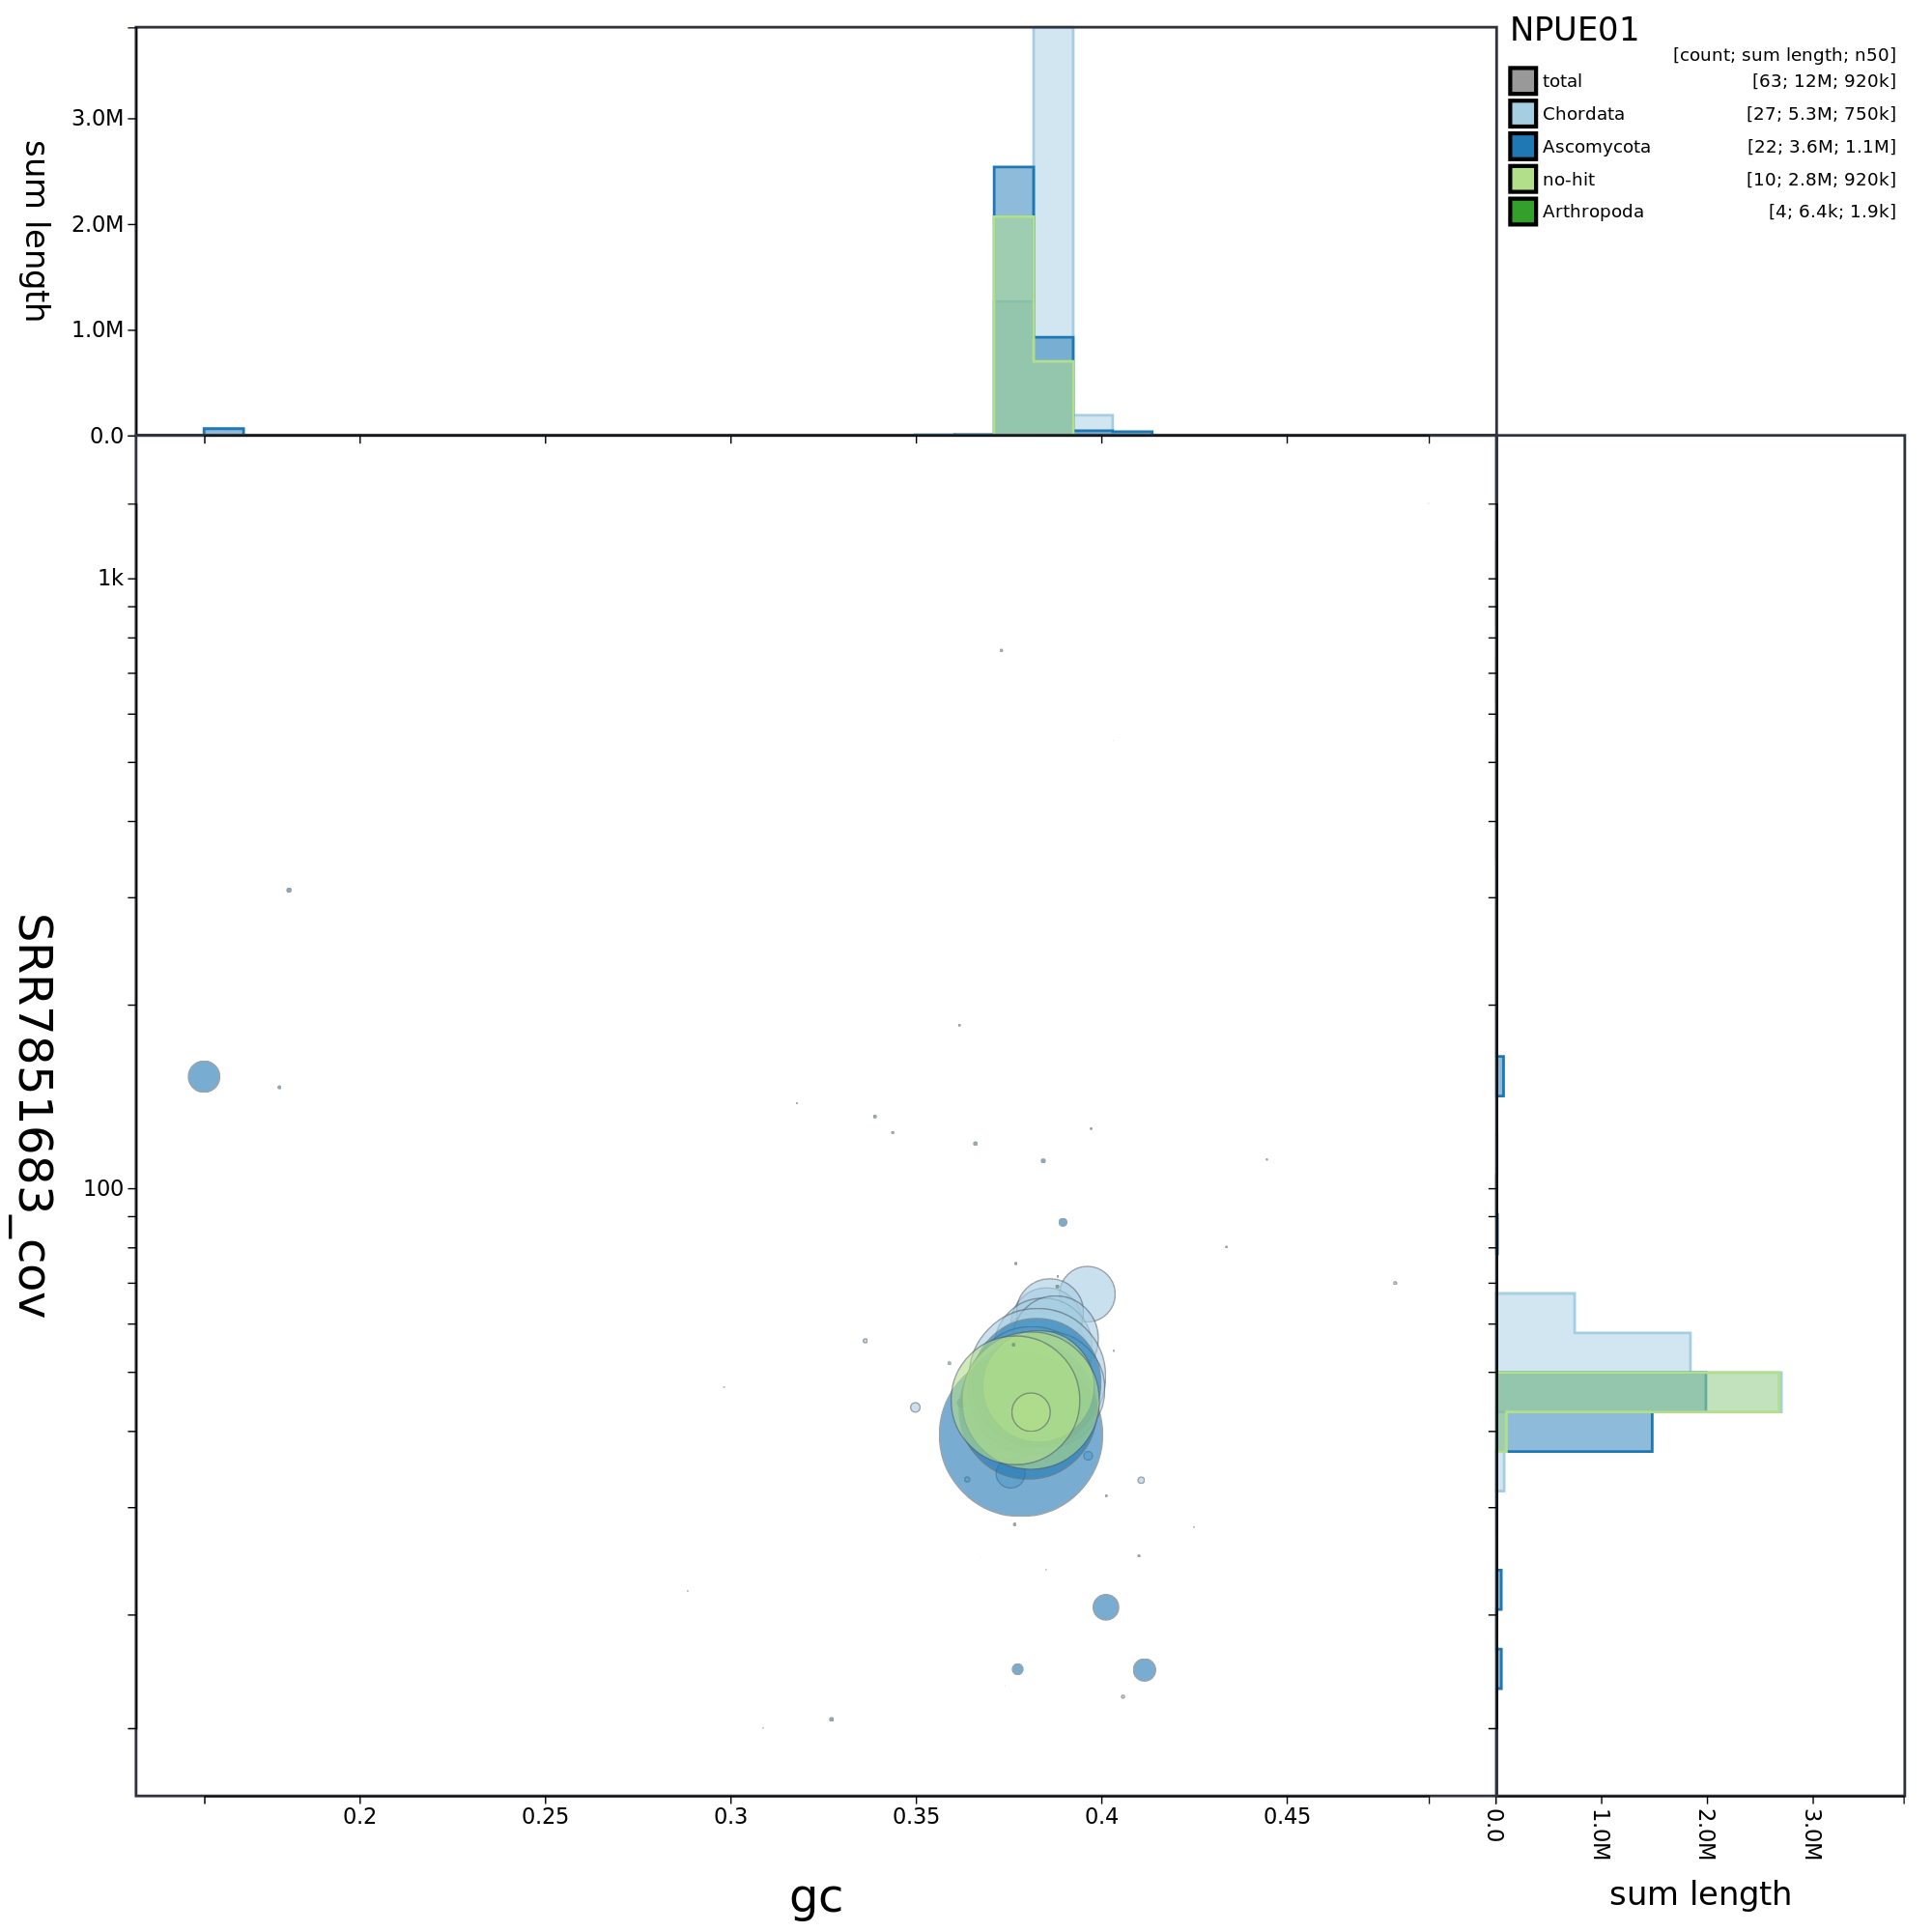 NPUE01
[count; sum length; n50]
total [63; 12M; 920k]
Chordata [27; 5.3M; 750k]
Ascomycota [22; 3.6M; 1.1M]
no-hit [10; 2.8M; 920k]
Arthropoda [4; 6.4k; 1.9k]
sum length
3.0M
2.0M
1.0M
0.0
SRR7851683_cov
1k
100
0.2 0.25 0.3 0.35 0.4 0.45
gc
0.0 1.0M 2.0M 3.0M
sum length